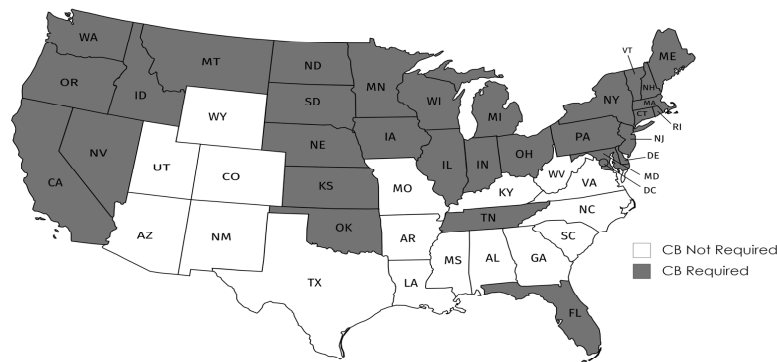 WA
MT
ND
MN
VT
ME
OR
ID
SD
WI
MI
NY
NH
MA
CT
RI
WY
NE
IA
IL
IN
OH
PA
NJ
DE
MD
DC
NV
UT
CO
KS
MO
KY
WV
VA
CA
AZ
NM
OK
AR
TN
NC
SC
TX
LA
MS
AL
GA
FL
CB Not Required
CB Required